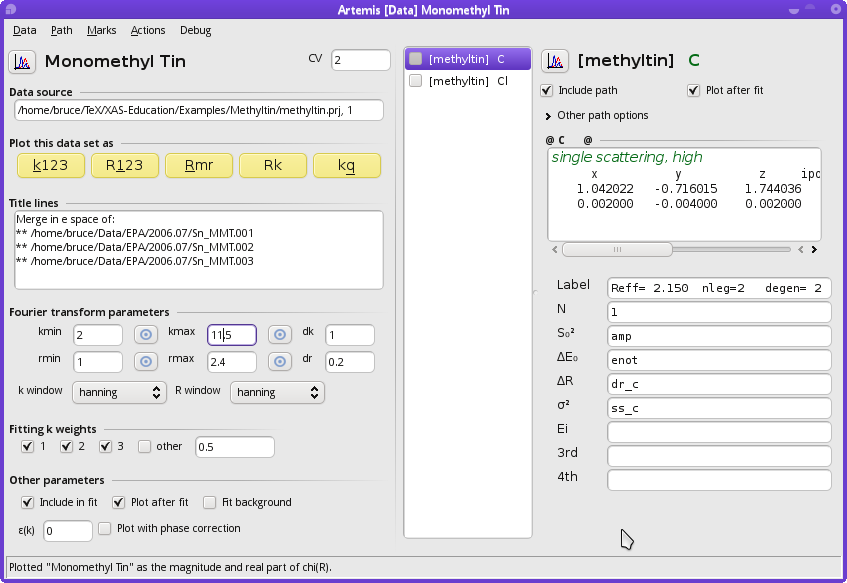 Artemis [Data] Monomethyl Tin
Data Path Marks Actions Debug
Monomethyl Tin
CV 2
Data source
/home/bruce/TeX/XAS-Education/Examples/Methyltin/methyltin.prj, 1
Plot this data set as
k123 R123 Rmr Rk kq
Title lines
Merge in e space of:
** /home/bruce/Data/EPA/2006.07/Sn_MMT.001
** /home/bruce/Data/EPA/2006.07/Sn_MMT.002
** /home/bruce/Data/EPA/2006.07/Sn_MMT.003
Fourier transform parameters
kmin 2 kmax 11.5 dk 1
rmin 1 rmax 2.4 dr 0.2
k window hanning R window hanning
Fitting k weights
1 2 3 other 0.5
Other parameters
Include in fit Plot after fit Fit background
ε(k) 0 Plot with phase correction
[methyltin] C
[methyltin] Cl
[methyltin] C
Include path Plot after fit
Other path options
@ C @
single scattering, high
x y z ipo
1.042022 -0.716015 1.744036
0.002000 -0.004000 0.002000
Label Reff= 2.150 nleg=2 degen= 2
N 1
S₀² amp
ΔE₀ enot
ΔR dr_c
σ² ss_c
Ei
3rd
4th
Plotted "Monomethyl Tin" as the magnitude and real part of chi(R).